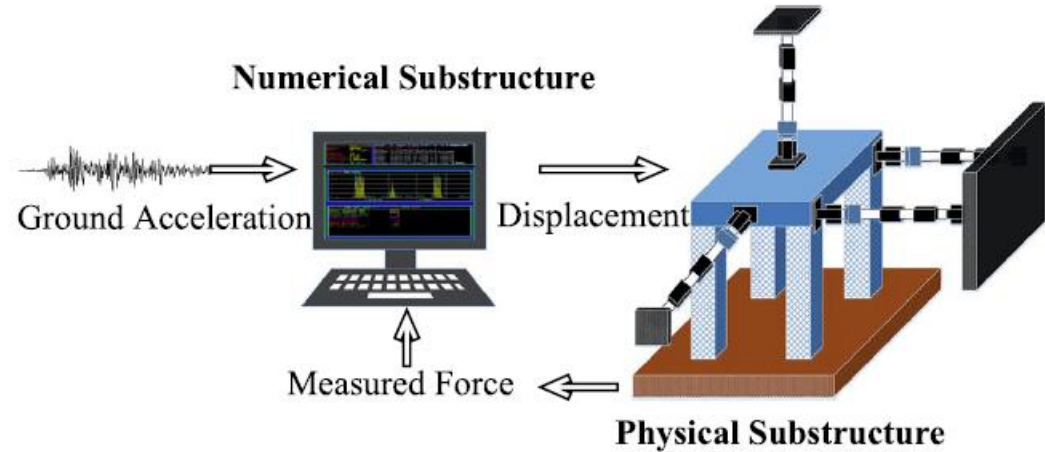 Numerical Substructure
Ground Acceleration
Displacement
Measured Force
Physical Substructure